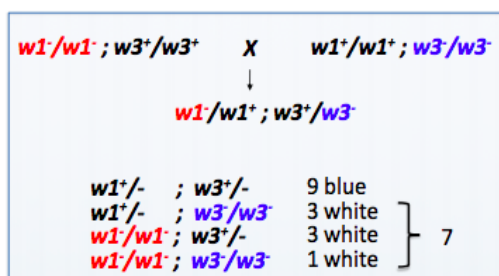 w1⁻/w1⁻ ; w3⁺/w3⁺ X w1⁺/w1⁺ ; w3⁻/w3⁻
w1⁻/w1⁺ ; w3⁺/w3⁻
w1⁺/- ; w3⁺/- 9 blue
w1⁺/- ; w3⁻/w3⁻ 3 white
w1⁻/w1⁻ ; w3⁺/- 3 white 7
w1⁻/w1⁻ ; w3⁻/w3⁻ 1 white